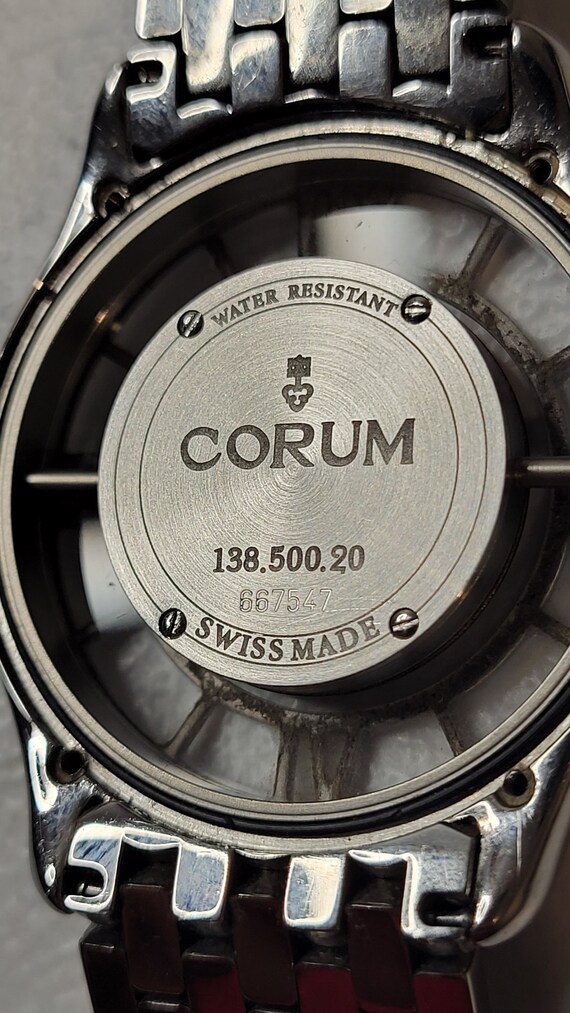 WATER RESISTANT
CORUM
138.500.20
667547
SWISS MADE